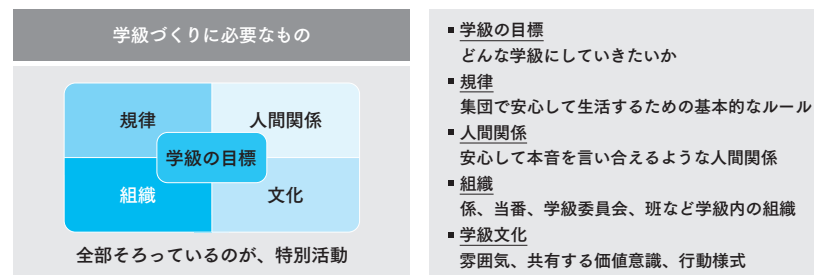 学級づくりに必要なもの
規律
人間関係
学級の目標
組織
文化
全部そろっているのが、特別活動
▪学級の目標
どんな学級にしていきたいか
▪規律
集団で安心して生活するための基本的なルール
▪人間関係
安心して本音を言い合えるような人間関係
▪組織
係、当番、学級委員会、班など学級内の組織
▪学級文化
雰囲気、共有する価値意識、行動様式